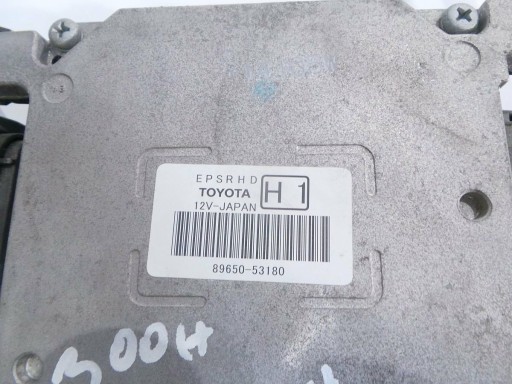 EPSRHD
TOYOTA H 1
12V-JAPAN
89650-53180
300H